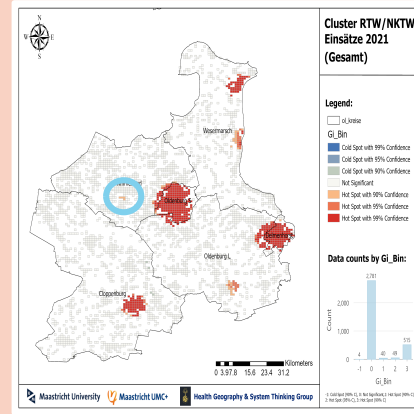 N
W
E
S
Cluster RTW/NKTW
Einsätze 2021
(Gesamt)
Legend:
ol_kreise
Gi_Bin
Cold Spot with 99% Confidence
Cold Spot with 95% Confidence
Cold Spot with 90% Confidence
Not Significant
Hot Spot with 90% Confidence
Hot Spot with 95% Confidence
Hot Spot with 99% Confidence
Wesermarsch
Oldenburg
Delmenhorst
Oldenburg L
Cloppenburg
Data counts by Gi_Bin:
Count
2,781
2,000
1,000
0
4
40
49
515
-1 0 1 2 3
Gi_Bin
Kilometers
0 3.97.8 15.6 23.4 31.2
Maastricht University
Maastricht UMC+
Health Geography & System Thinking Group